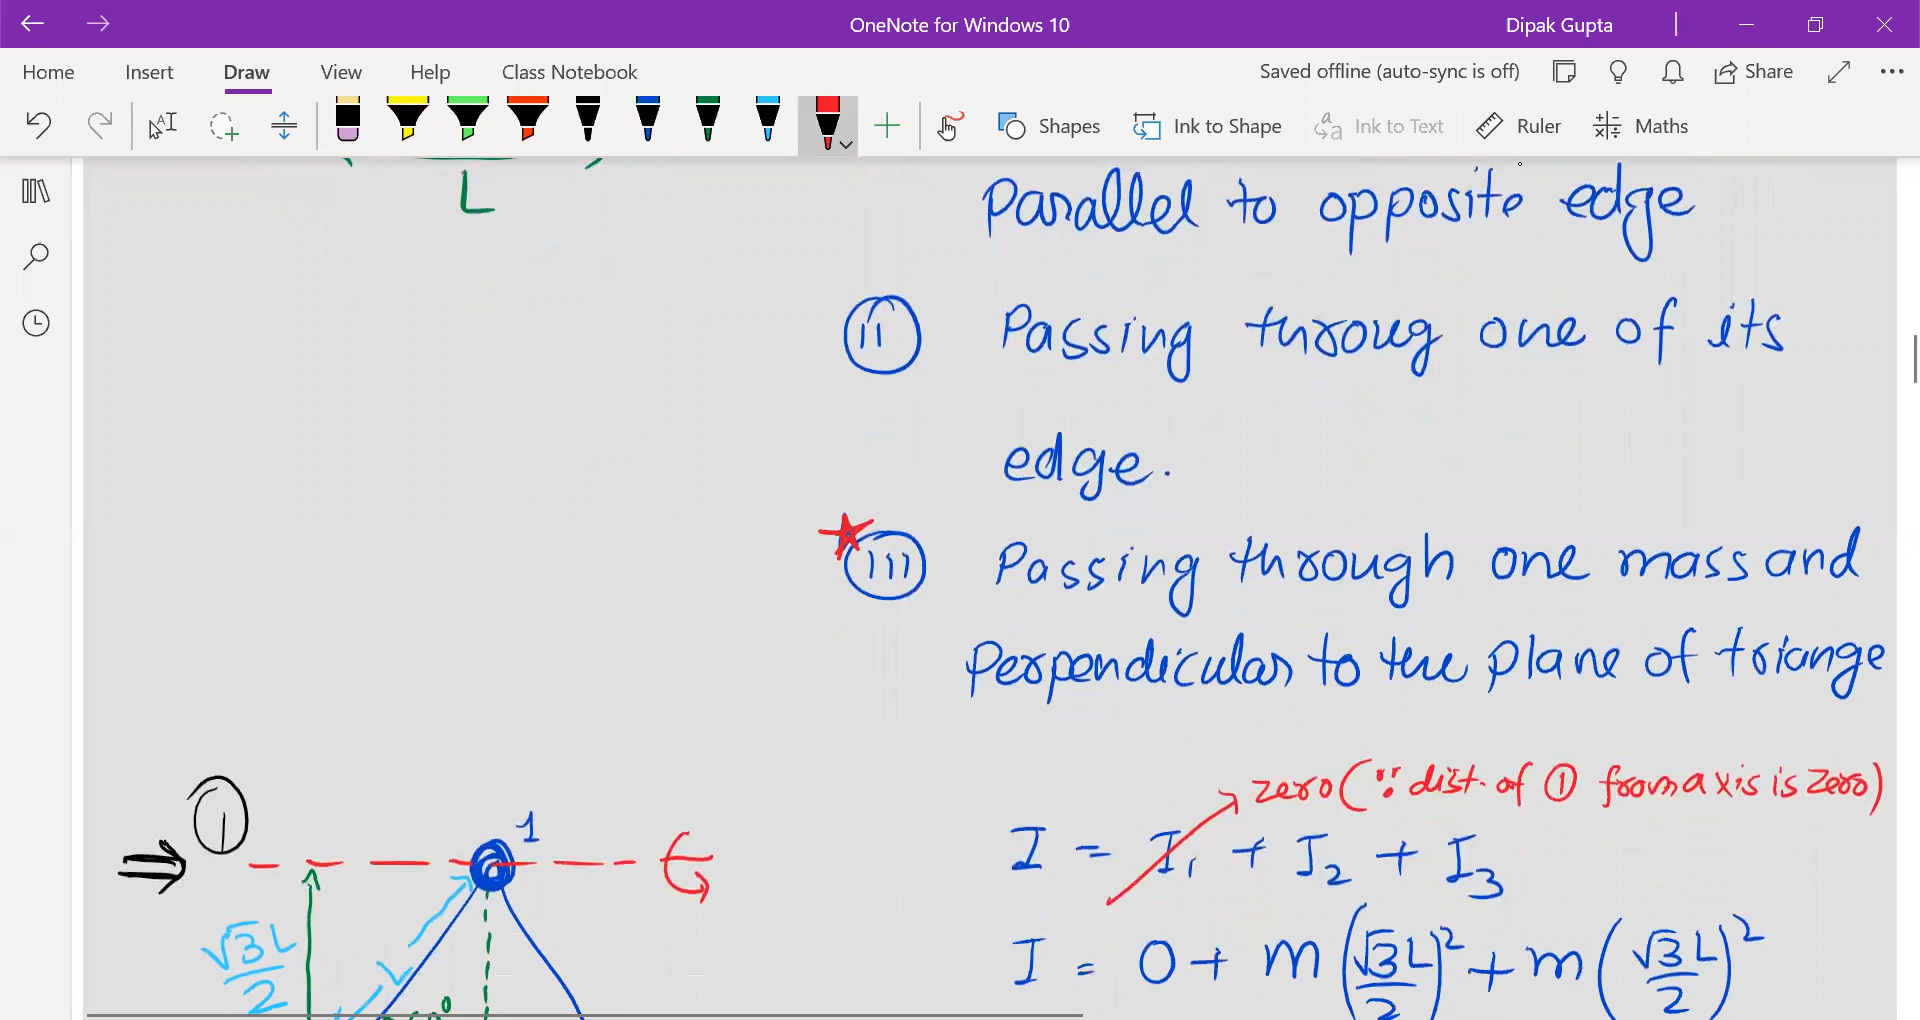 OneNote for Windows 10
Dipak Gupta
Home Insert Draw View Help Class Notebook
Saved offline (auto-sync is off) Share
Shapes Ink to Shape Ink to Text Ruler Maths
L
Parallel to opposite edge
(ii) Passing throug one of its
edge.
(iii) Passing through one mass and
Perpendicular to the plane of triange
zero (∵ dist. of ① from axis is zero)
① 1
I = I₁ + I₂ + I₃
√3L/2
L
I = 0 + m(√3L/2)² + m(√3L/2)²